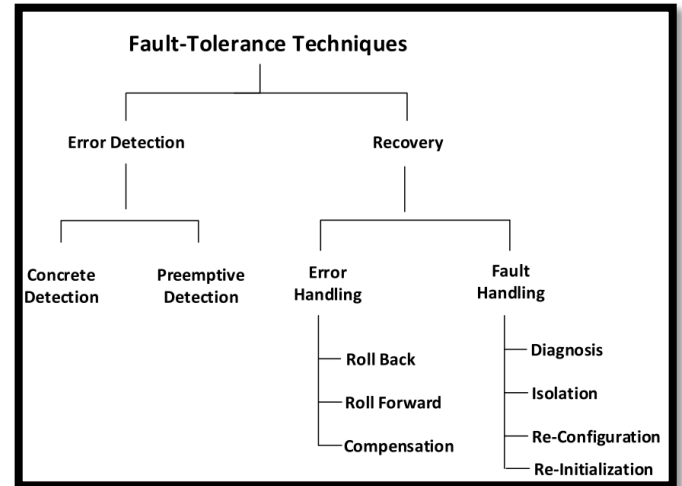 Fault-Tolerance Techniques
Error Detection
Recovery
Concrete
Detection
Preemptive
Detection
Error
Handling
Fault
Handling
Roll Back
Roll Forward
Compensation
Diagnosis
Isolation
Re-Configuration
Re-Initialization